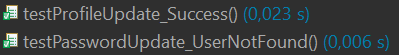 testProfileUpdate_Success() (0,023 s)
testPasswordUpdate_UserNotFound() (0,006 s)